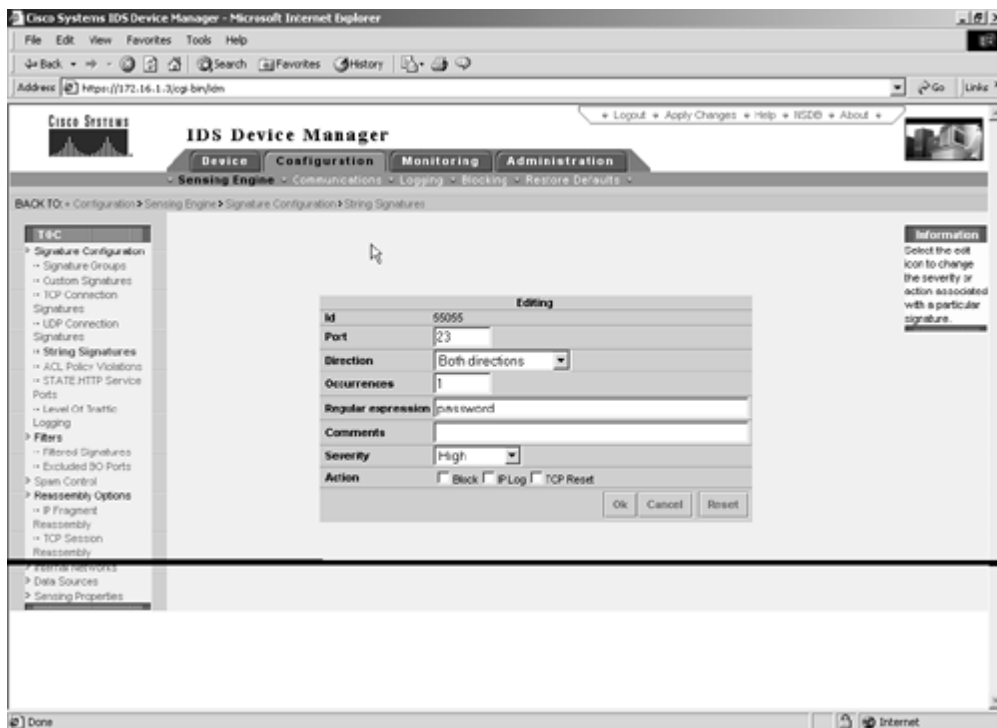 Cisco Systems IDS Device Manager - Microsoft Internet Explorer
File Edit View Favorites Tools Help
Back Search Favorites History
Address https://172.16.1.3/cgi-bin/idm Go Links
Cisco Systems
IDS Device Manager
Logout Apply Changes Help NSDB About
Device Configuration Monitoring Administration
Sensing Engine Communications Logging Blocking Restore Defaults
BACK TO: Configuration > Sensing Engine > Signature Configuration > String Signatures
TOC
Signature Configuration
Signature Groups
Custom Signatures
TCP Connection
Signatures
UDP Connection
Signatures
String Signatures
ACL Policy Violations
STATE.HTTP Service
Ports
Level Of Traffic
Logging
Filters
Filtered Signatures
Excluded BO Ports
Spam Control
Reassembly Options
IP Fragment
Reassembly
TCP Session
Reassembly
Internal Networks
Data Sources
Sensing Properties
Editing
Id 55055
Port 23
Direction Both directions
Occurrences 1
Regular expression password
Comments
Severity High
Action Block IP Log TCP Reset
Ok Cancel Reset
Information
Select the edit
icon to change
the severity or
action associated
with a particular
signature.
Done Internet